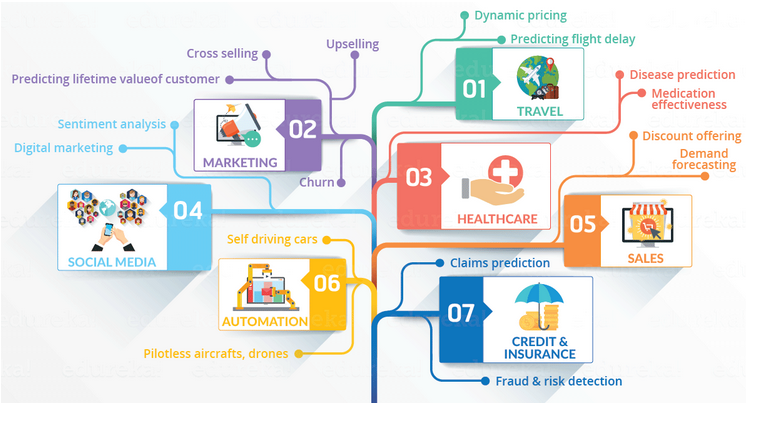 Dynamic pricing
Predicting flight delay
01
TRAVEL
Cross selling
Upselling
Predicting lifetime valueof customer
02
MARKETING
Churn
Disease prediction
Medication
effectiveness
03
HEALTHCARE
Sentiment analysis
Digital marketing
04
SOCIAL MEDIA
Discount offering
Demand
forecasting
05
SALES
Self driving cars
06
AUTOMATION
Pilotless aircrafts, drones
Claims prediction
07
CREDIT &
INSURANCE
Fraud & risk detection